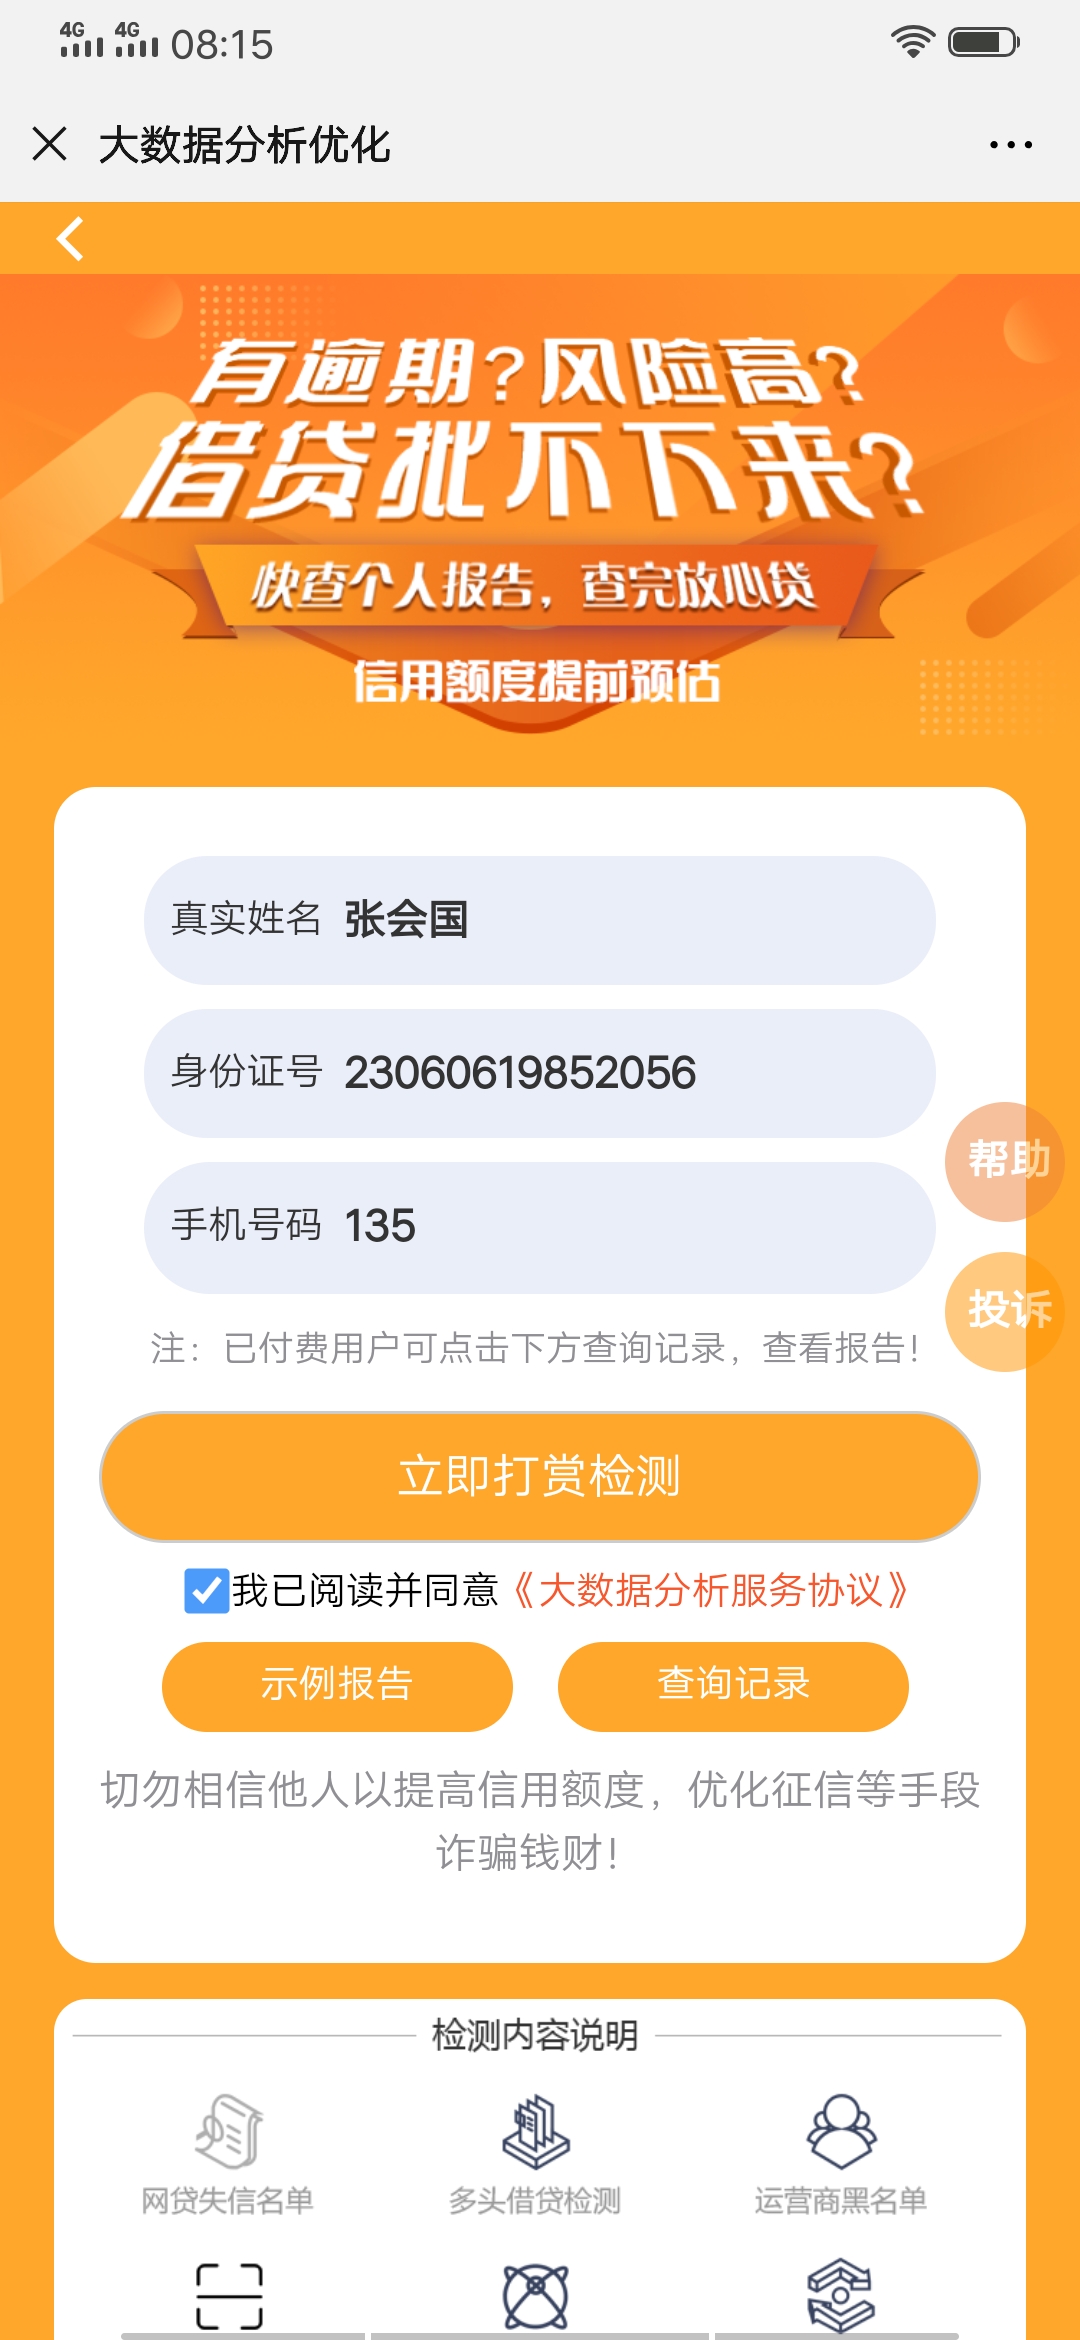 4G 4G 08:15
大数据分析优化
有逾期?风险高?
借贷批不下来?
快查个人报告，查完放心贷
信用额度提前预估
真实姓名 张会国
身份证号 23060619852056
手机号码 135
帮助
投诉
注：已付费用户可点击下方查询记录，查看报告!
立即打赏检测
我已阅读并同意《大数据分析服务协议》
示例报告 查询记录
切勿相信他人以提高信用额度，优化征信等手段
诈骗钱财!
检测内容说明
网贷失信名单 多头借贷检测 运营商黑名单